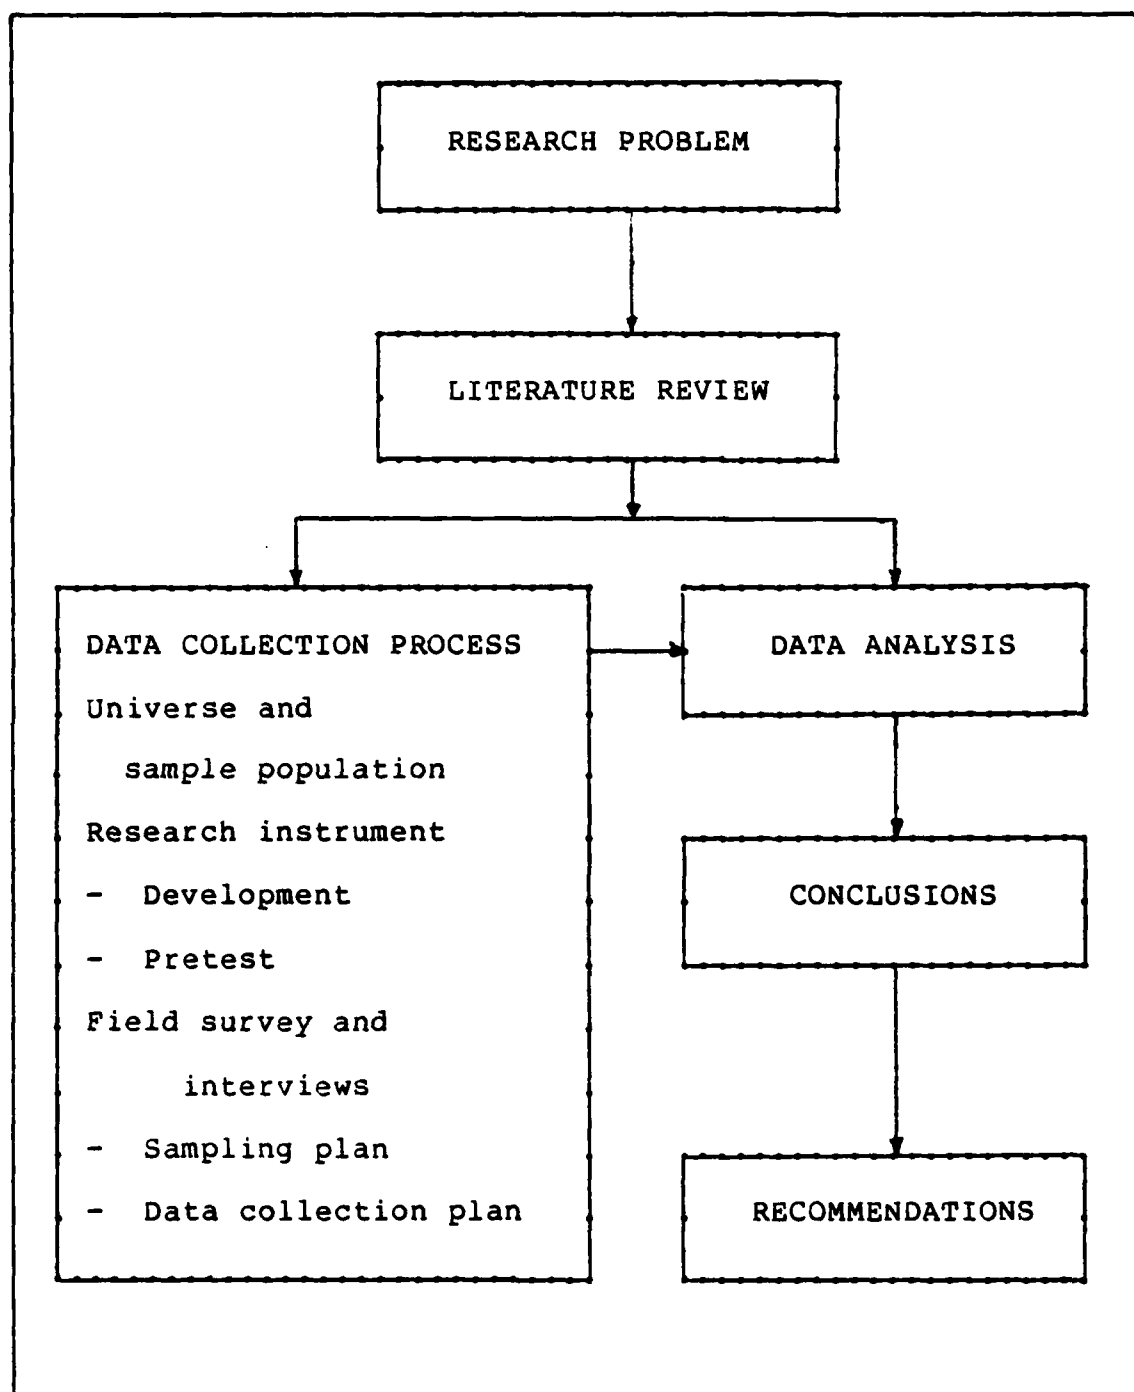 RESEARCH PROBLEM
LITERATURE REVIEW
DATA COLLECTION PROCESS
Universe and
sample population
Research instrument
- Development
- Pretest
Field survey and
interviews
- Sampling plan
- Data collection plan
DATA ANALYSIS
CONCLUSIONS
RECOMMENDATIONS